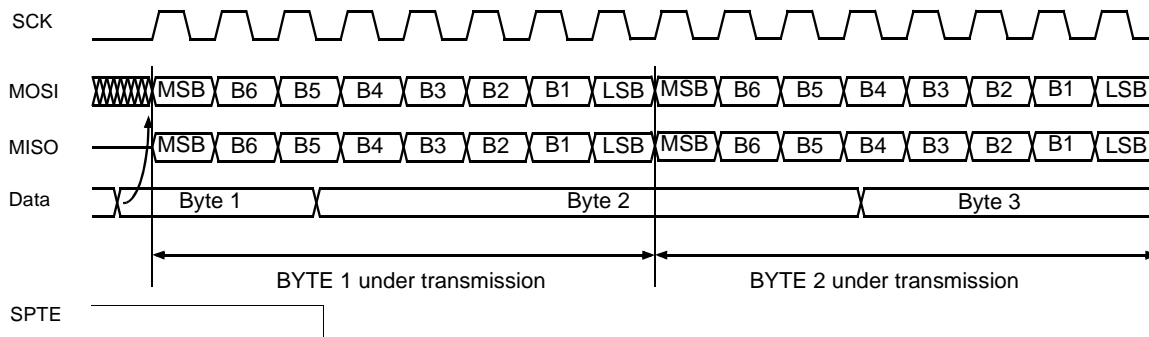 SCK
MOSI MSB B6 B5 B4 B3 B2 B1 LSB MSB B6 B5 B4 B3 B2 B1 LSB
MISO MSB B6 B5 B4 B3 B2 B1 LSB MSB B6 B5 B4 B3 B2 B1 LSB
Data Byte 1 Byte 2 Byte 3
BYTE 1 under transmission BYTE 2 under transmission
SPTE